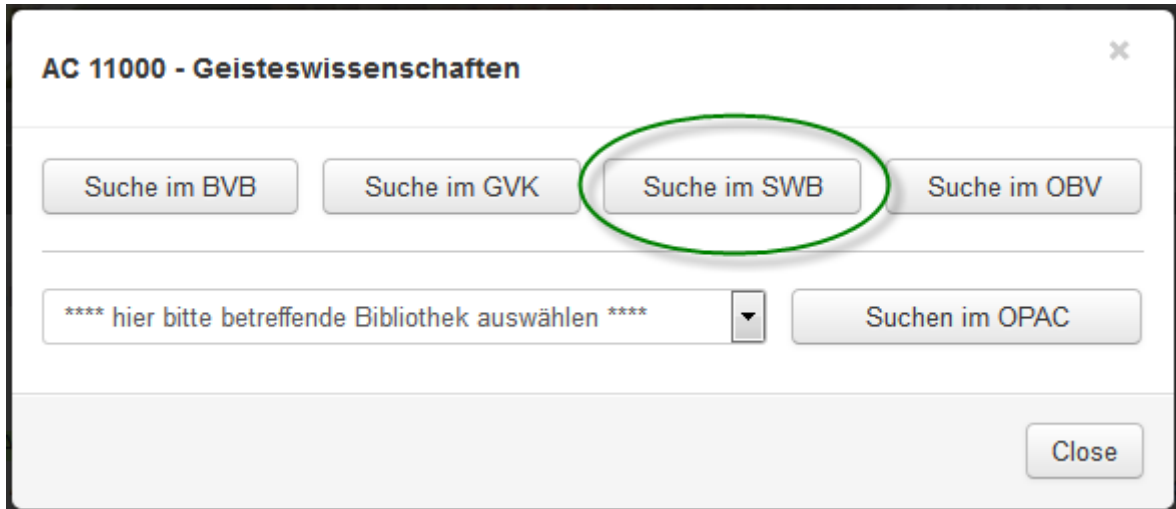 AC 11000 - Geisteswissenschaften
×
Suche im BVB Suche im GVK Suche im SWB Suche im OBV
**** hier bitte betreffende Bibliothek auswählen **** Suchen im OPAC
Close